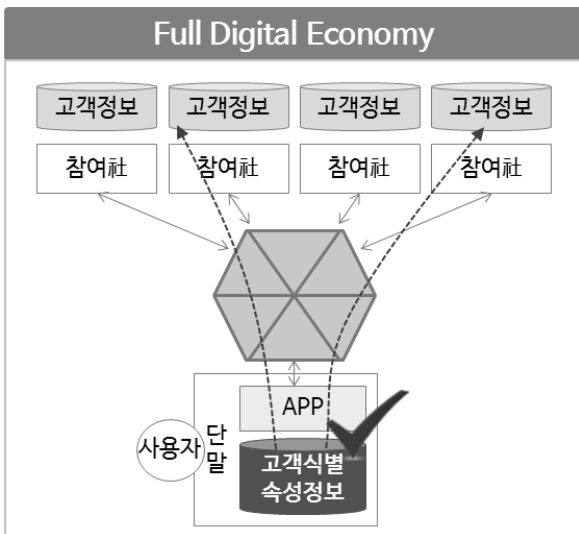 Full Digital Economy
고객정보 고객정보 고객정보 고객정보
참여社 참여社 참여社 참여社
APP
사용자
단
말
고객식별
속성정보